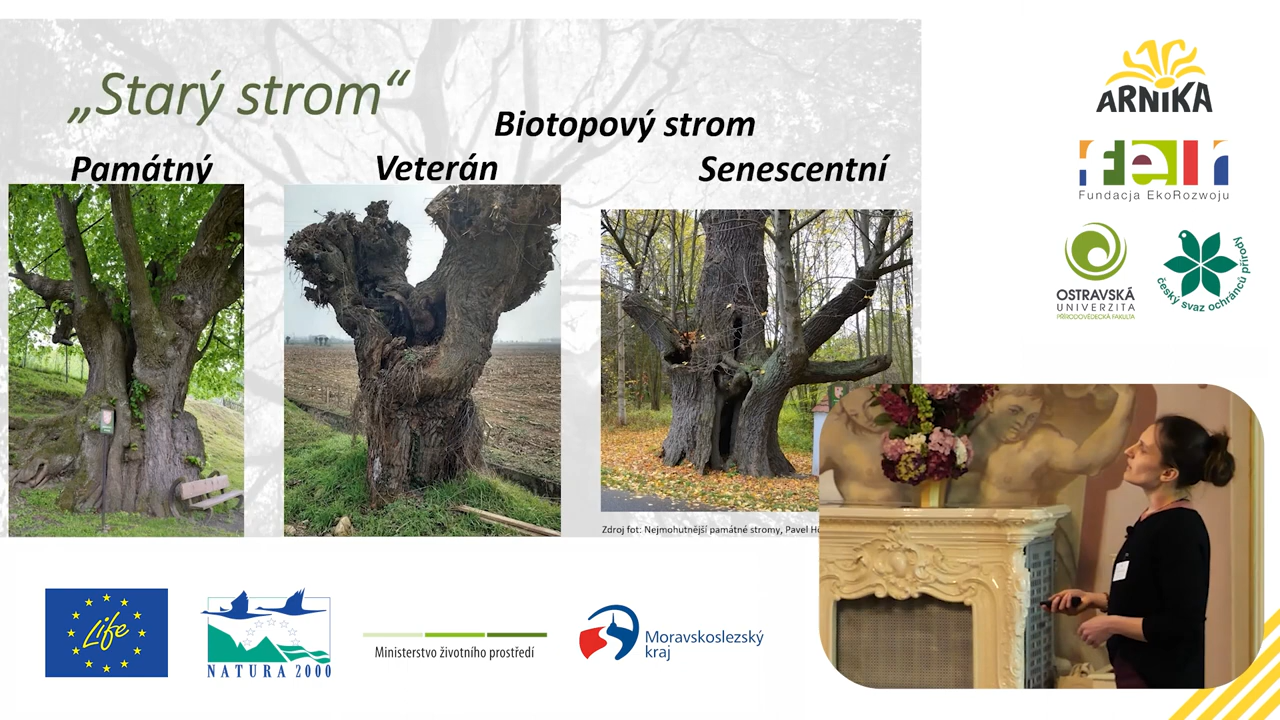 „Starý strom“
Biotopový strom
Památný
Veterán
Senescentní
Zdroj fot: Nejmohutnější památné stromy, Pavel
ARNIKA
feri
Fundacja EkoRozwoju
OSTRAVSKÁ
UNIVERZITA
PŘÍRODOVĚDECKÁ FAKULTA
český svaz ochránců přírody
Life
NATURA 2000
Ministerstvo životního prostředí
Moravskoslezský
kraj